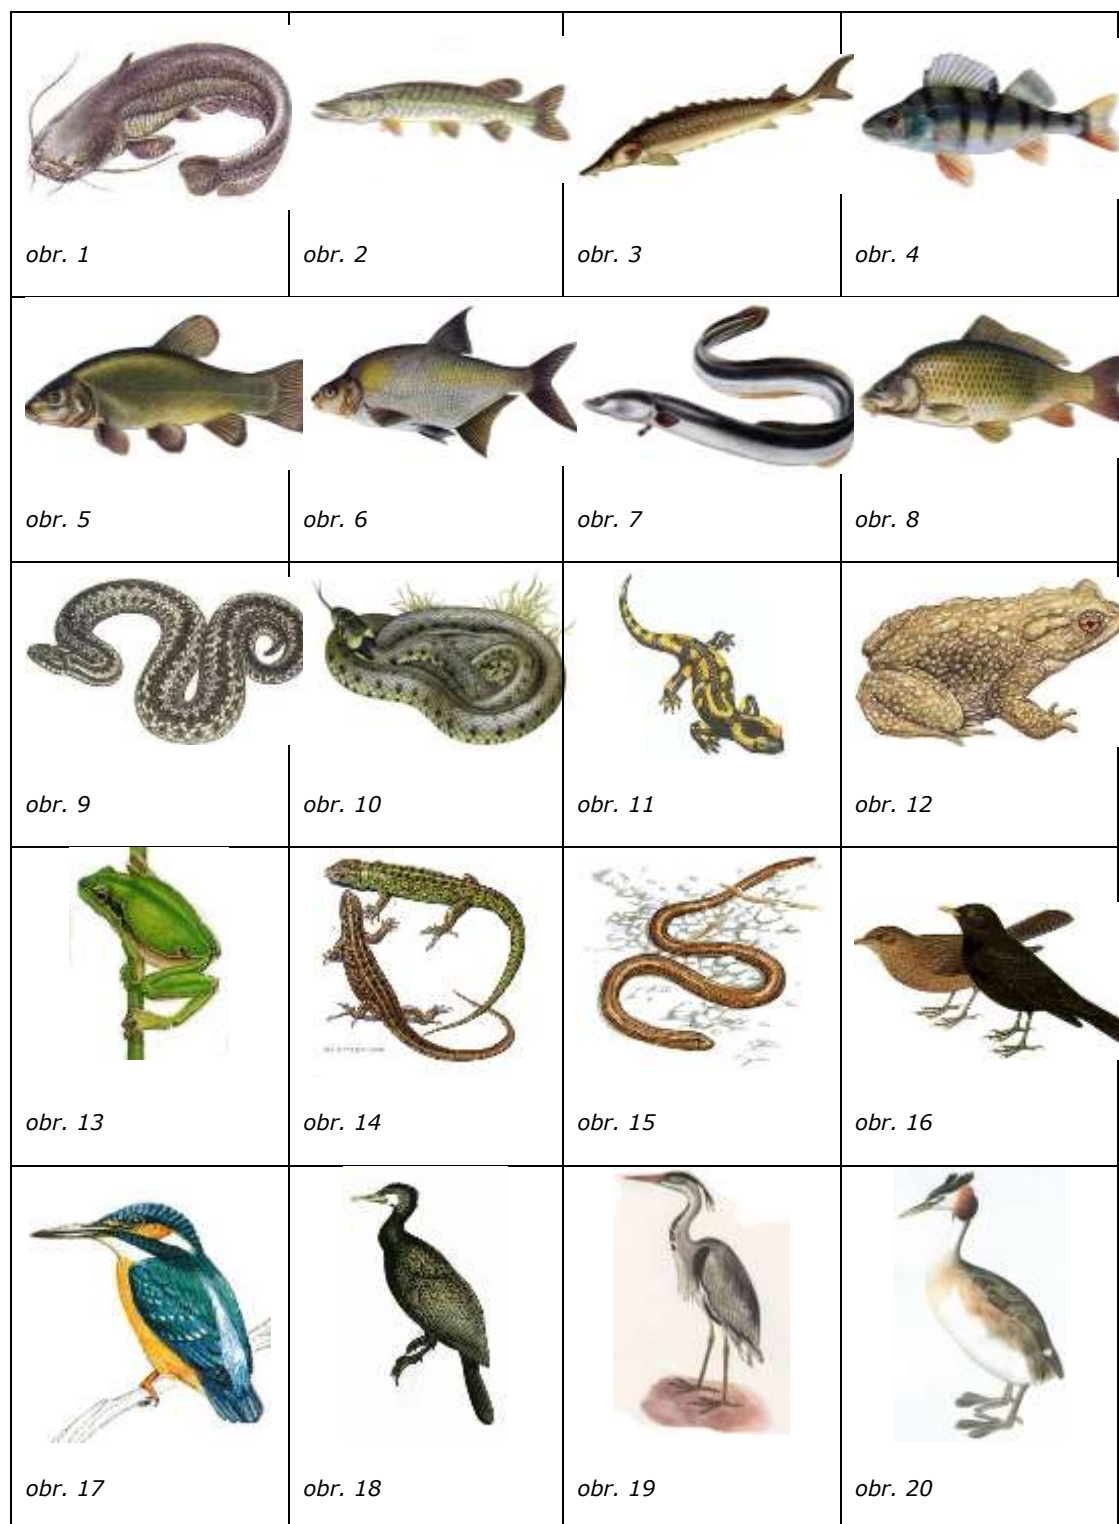 obr. 1 obr. 2 obr. 3 obr. 4
obr. 5 obr. 6 obr. 7 obr. 8
obr. 9 obr. 10 obr. 11 obr. 12
obr. 13 obr. 14 obr. 15 obr. 16
obr. 17 obr. 18 obr. 19 obr. 20